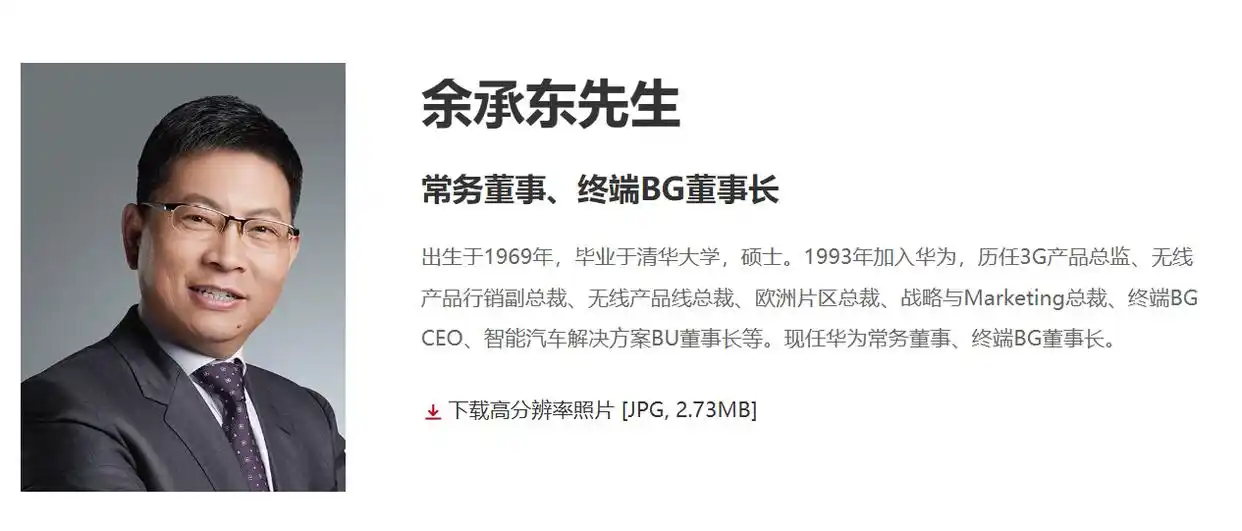 余承东先生
常务董事、终端BG董事长
出生于1969年，毕业于清华大学，硕士。1993年加入华为，历任3G产品总监、无线
产品行销副总裁、无线产品线总裁、欧洲片区总裁、战略与Marketing总裁、终端BG
CEO、智能汽车解决方案BU董事长等。现任华为常务董事、终端BG董事长。
下载高分辨率照片 [JPG, 2.73MB]